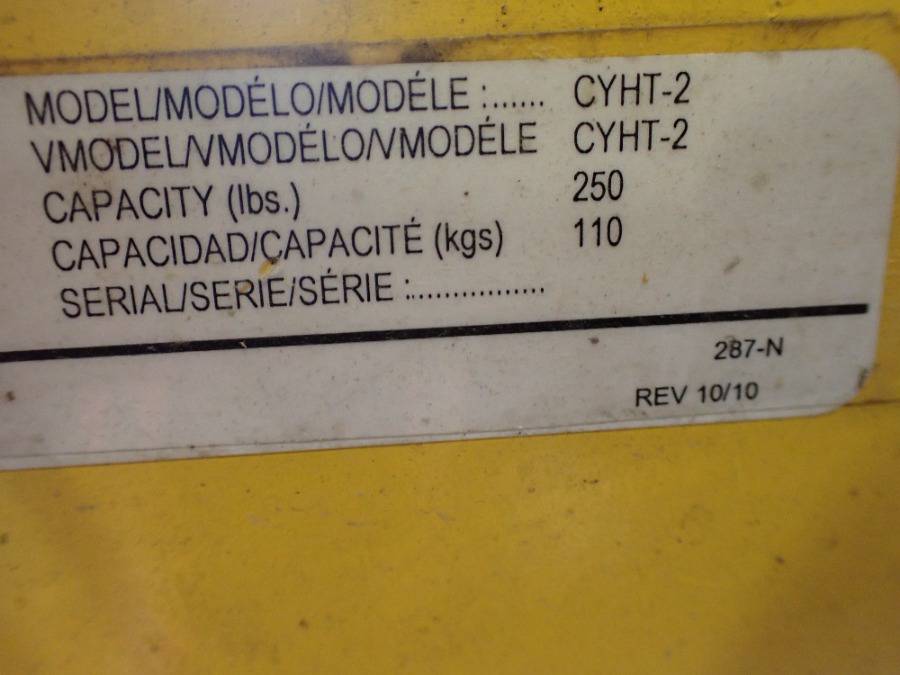 MODEL/MODÉLO/MODÉLE :...... CYHT-2
VMODEL/VMODÉLO/VMODÉLE CYHT-2
CAPACITY (lbs.) 250
CAPACIDAD/CAPACITÉ (kgs) 110
SERIAL/SERIE/SÉRIE :................
287-N
REV 10/10